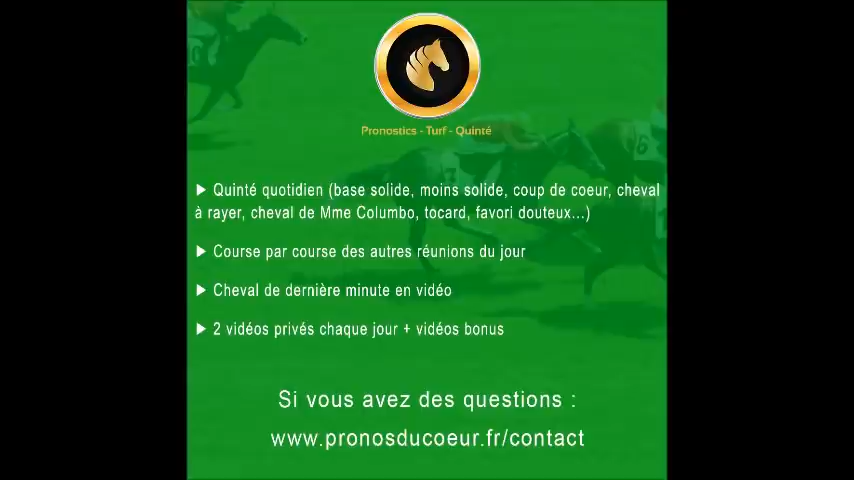 Pronostics - Turf - Quinté
▶ Quinté quotidien (base solide, moins solide, coup de coeur, cheval
à rayer, cheval de Mme Columbo, tocard, favori douteux...)
▶ Course par course des autres réunions du jour
▶ Cheval de dernière minute en vidéo
▶ 2 vidéos privés chaque jour + vidéos bonus
Si vous avez des questions :
www.pronosducoeur.fr/contact